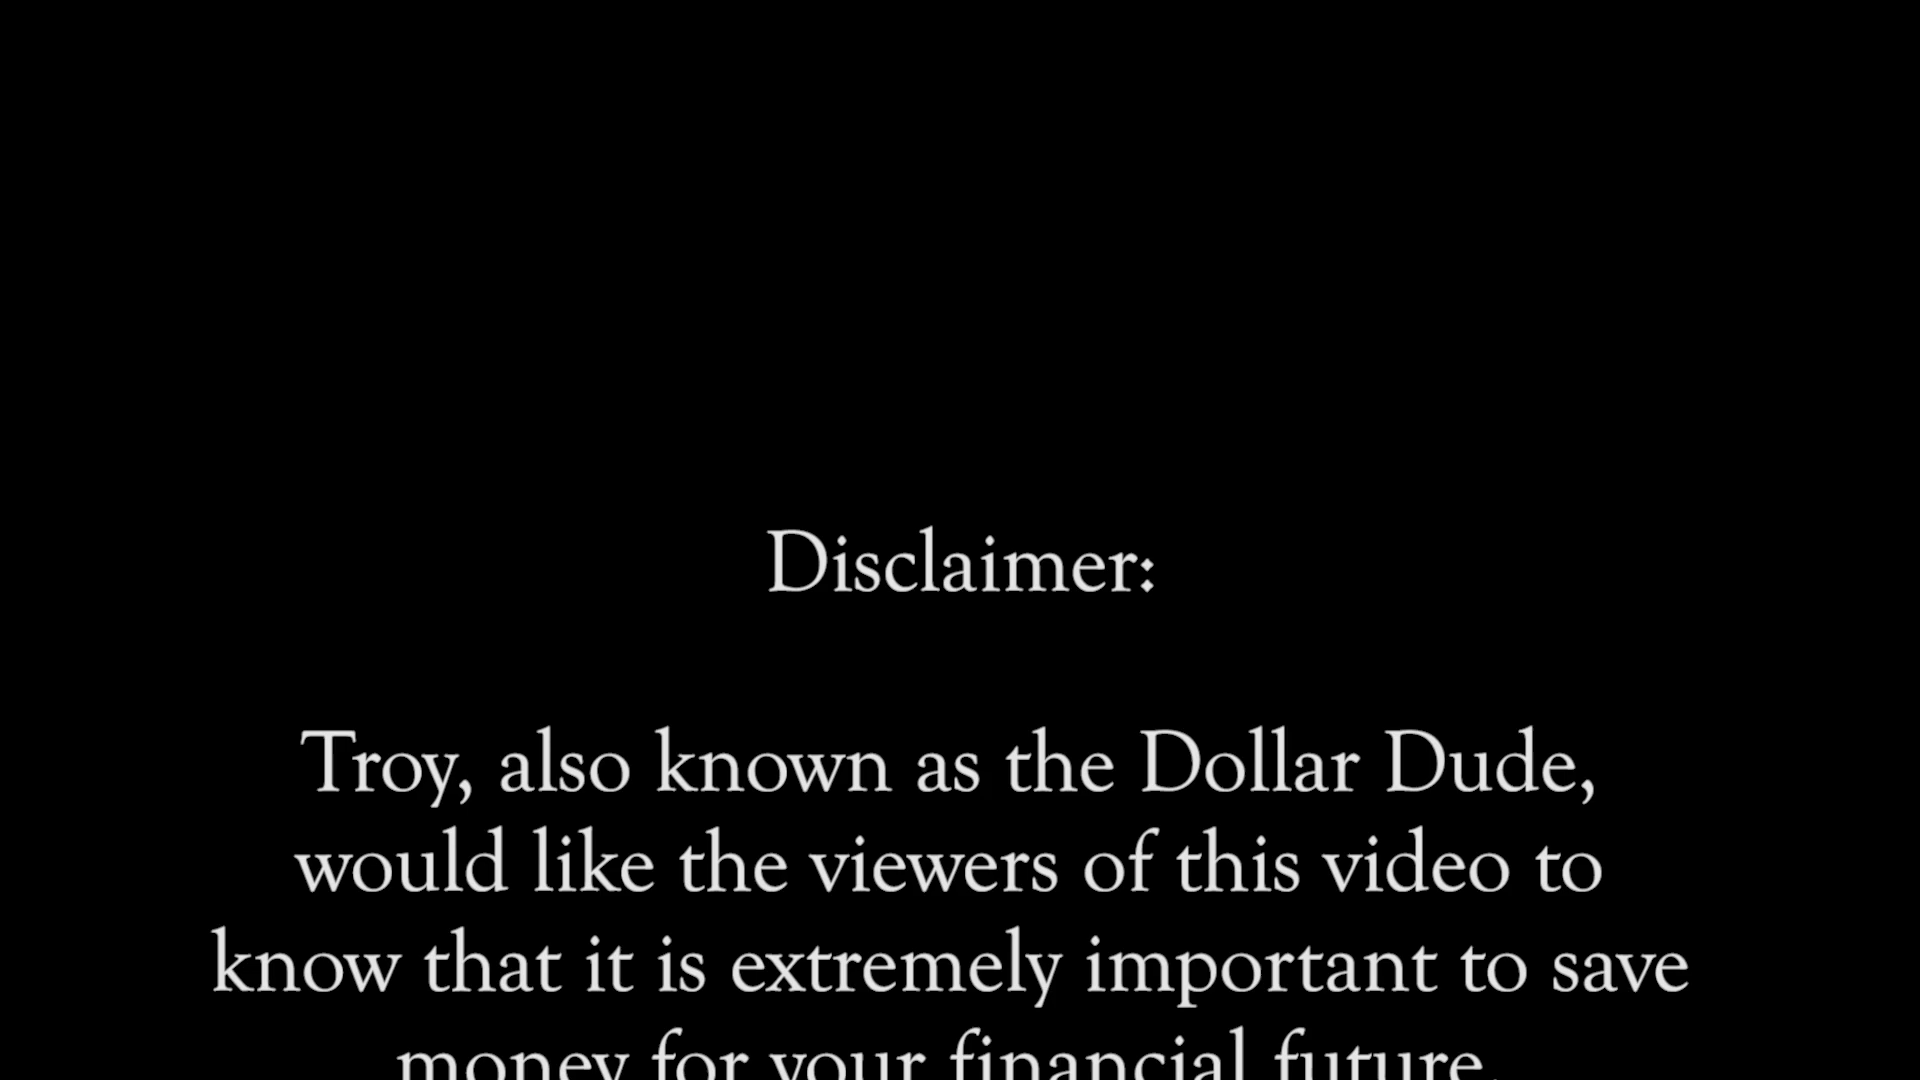 Disclaimer:
Troy, also known as the Dollar Dude,
would like the viewers of this video to
know that it is extremely important to save
money for your financial future.